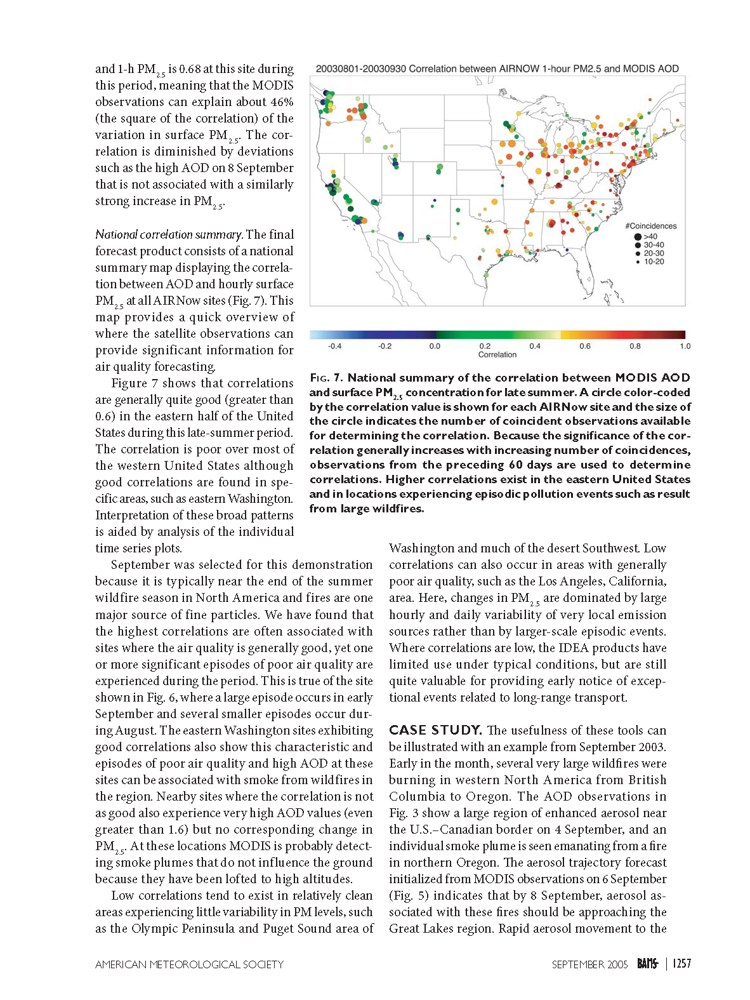 and 1-h PM2.5 is 0.68 at this site during
this period, meaning that the MODIS
observations can explain about 46%
(the square of the correlation) of the
variation in surface PM2.5. The cor-
relation is diminished by deviations
such as the high AOD on 8 September
that is not associated with a similarly
strong increase in PM2.5.
National correlation summary. The final
forecast product consists of a national
summary map displaying the correla-
tion between AOD and hourly surface
PM2.5 at all AIRNow sites (Fig. 7). This
map provides a quick overview of
where the satellite observations can
provide significant information for
air quality forecasting.
Figure 7 shows that correlations
are generally quite good (greater than
0.6) in the eastern half of the United
States during this late-summer period.
The correlation is poor over most of
the western United States although
good correlations are found in spe-
cific areas, such as eastern Washington.
Interpretation of these broad patterns
is aided by analysis of the individual
time series plots.
September was selected for this demonstration
because it is typically near the end of the summer
wildfire season in North America and fires are one
major source of fine particles. We have found that
the highest correlations are often associated with
sites where the air quality is generally good, yet one
or more significant episodes of poor air quality are
experienced during the period. This is true of the site
shown in Fig. 6, where a large episode occurs in early
September and several smaller episodes occur dur-
ing August. The eastern Washington sites exhibiting
good correlations also show this characteristic and
episodes of poor air quality and high AOD at these
sites can be associated with smoke from wildfires in
the region. Nearby sites where the correlation is not
as good also experience very high AOD values (even
greater than 1.6) but no corresponding change in
PM2.5. At these locations MODIS is probably detect-
ing smoke plumes that do not influence the ground
because they have been lofted to high altitudes.
Low correlations tend to exist in relatively clean
areas experiencing little variability in PM levels, such
as the Olympic Peninsula and Puget Sound area of
20030801-20030930 Correlation between AIRNOW 1-hour PM2.5 and MODIS AOD
#Coincidences
>40
30-40
20-30
10-20
-0.4 -0.2 0.0 0.2 0.4 0.6 0.8 1.0
Correlation
FIG. 7. National summary of the correlation between MODIS AOD
and surface PM2.5 concentration for late summer. A circle color-coded
by the correlation value is shown for each AIRNow site and the size of
the circle indicates the number of coincident observations available
for determining the correlation. Because the significance of the cor-
relation generally increases with increasing number of coincidences,
observations from the preceding 60 days are used to determine
correlations. Higher correlations exist in the eastern United States
and in locations experiencing episodic pollution events such as result
from large wildfires.
Washington and much of the desert Southwest. Low
correlations can also occur in areas with generally
poor air quality, such as the Los Angeles, California,
area. Here, changes in PM2.5 are dominated by large
hourly and daily variability of very local emission
sources rather than by larger-scale episodic events.
Where correlations are low, the IDEA products have
limited use under typical conditions, but are still
quite valuable for providing early notice of excep-
tional events related to long-range transport.
CASE STUDY. The usefulness of these tools can
be illustrated with an example from September 2003.
Early in the month, several very large wildfires were
burning in western North America from British
Columbia to Oregon. The AOD observations in
Fig. 3 show a large region of enhanced aerosol near
the U.S.–Canadian border on 4 September, and an
individual smoke plume is seen emanating from a fire
in northern Oregon. The aerosol trajectory forecast
initialized from MODIS observations on 6 September
(Fig. 5) indicates that by 8 September, aerosol as-
sociated with these fires should be approaching the
Great Lakes region. Rapid aerosol movement to the
AMERICAN METEOROLOGICAL SOCIETY
SEPTEMBER 2005 BAMS | 1257